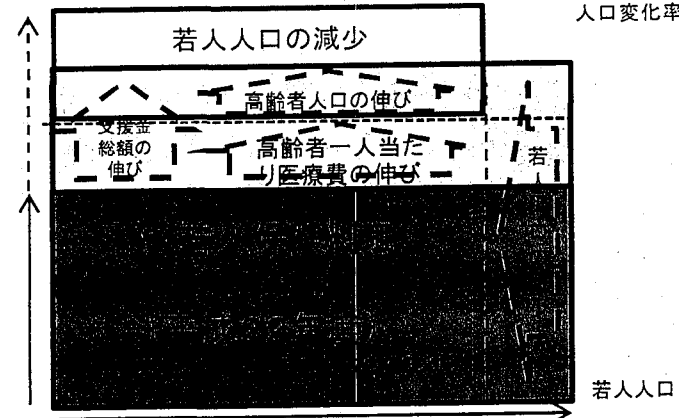 人口変化率
若人人口の減少
高齢者人口の伸び
支援金
総額の
伸び
高齢者一人当た
り医療費の伸び
若
人
若人人口